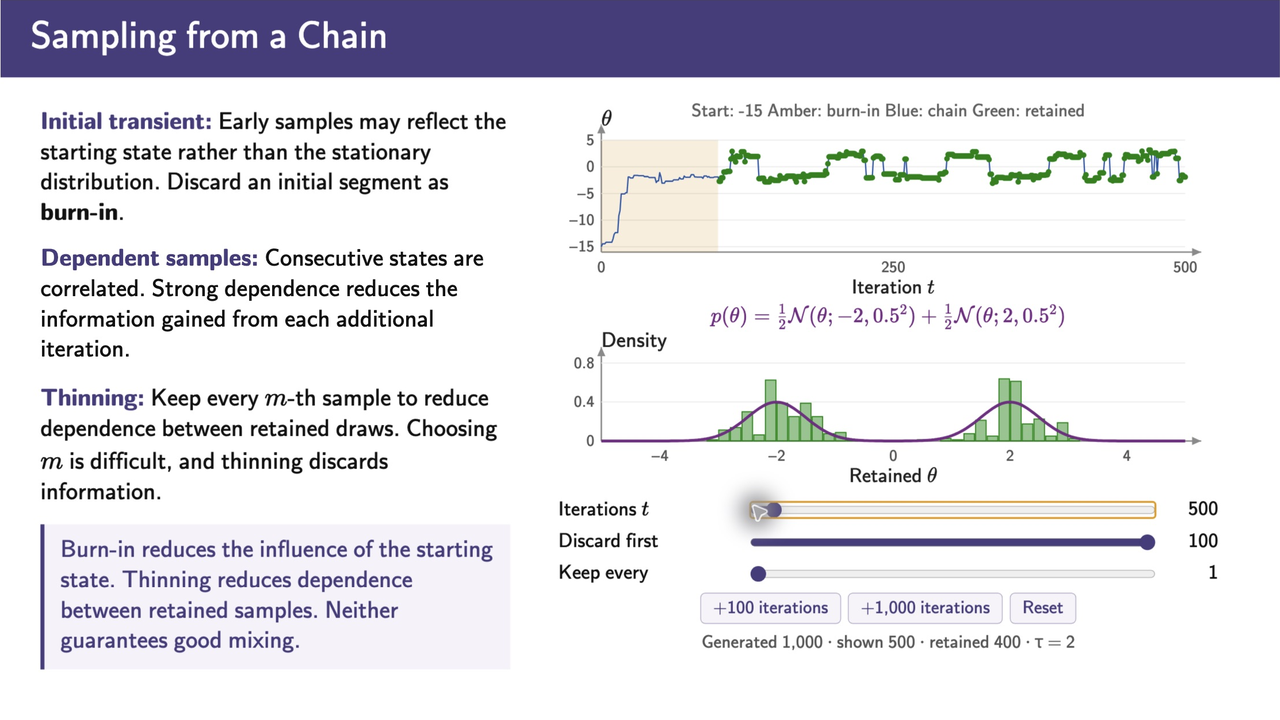 Sampling from a Chain
Initial transient: Early samples may reflect the
starting state rather than the stationary
distribution. Discard an initial segment as
burn-in.
Dependent samples: Consecutive states are
correlated. Strong dependence reduces the
information gained from each additional
iteration.
Thinning: Keep every m-th sample to reduce
dependence between retained draws. Choosing
m is difficult, and thinning discards
information.
Burn-in reduces the influence of the starting
state. Thinning reduces dependence
between retained samples. Neither
guarantees good mixing.
Start: -15 Amber: burn-in Blue: chain Green: retained
θ
5
0
−5
−10
−15
0 250 500
Iteration t
p(θ) = ½N(θ; −2, 0.5²) + ½N(θ; 2, 0.5²)
Density
0.8
0.4
0
−4 −2 0 2 4
Retained θ
Iterations t 500
Discard first 100
Keep every 1
+100 iterations +1,000 iterations Reset
Generated 1,000 · shown 500 · retained 400 · τ = 2